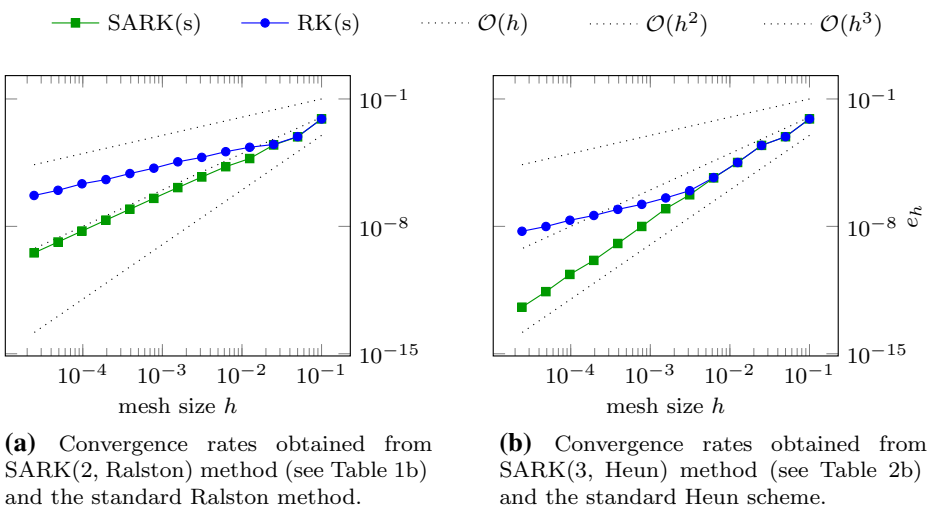 SARK(s) RK(s) O(h) O(h²) O(h³)
10⁻¹
10⁻⁸
10⁻¹⁵
10⁻⁴ 10⁻³ 10⁻² 10⁻¹
mesh size h
10⁻¹
10⁻⁸
10⁻¹⁵
e_h
10⁻⁴ 10⁻³ 10⁻² 10⁻¹
mesh size h
(a) Convergence rates obtained from
SARK(2, Ralston) method (see Table 1b)
and the standard Ralston method.
(b) Convergence rates obtained from
SARK(3, Heun) method (see Table 2b)
and the standard Heun scheme.